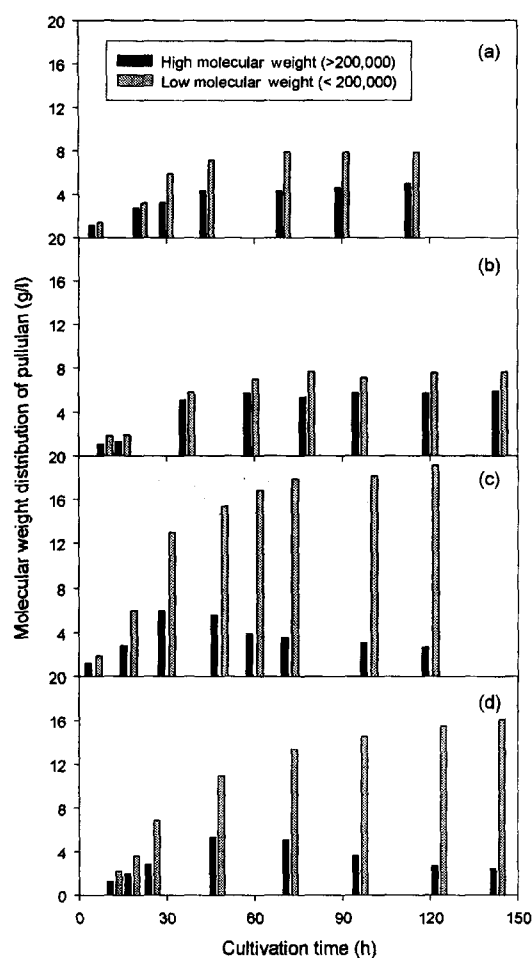 20
(a)
High molecular weight (>200,000)
Low molecular weight (< 200,000)
16
12
8
4
20
(b)
16
12
8
4
20
(c)
16
12
8
4
20
(d)
16
12
8
4
0
0 30 60 90 120 150
Cultivation time (h)
Molecular weight distribution of pullulan (g/l)